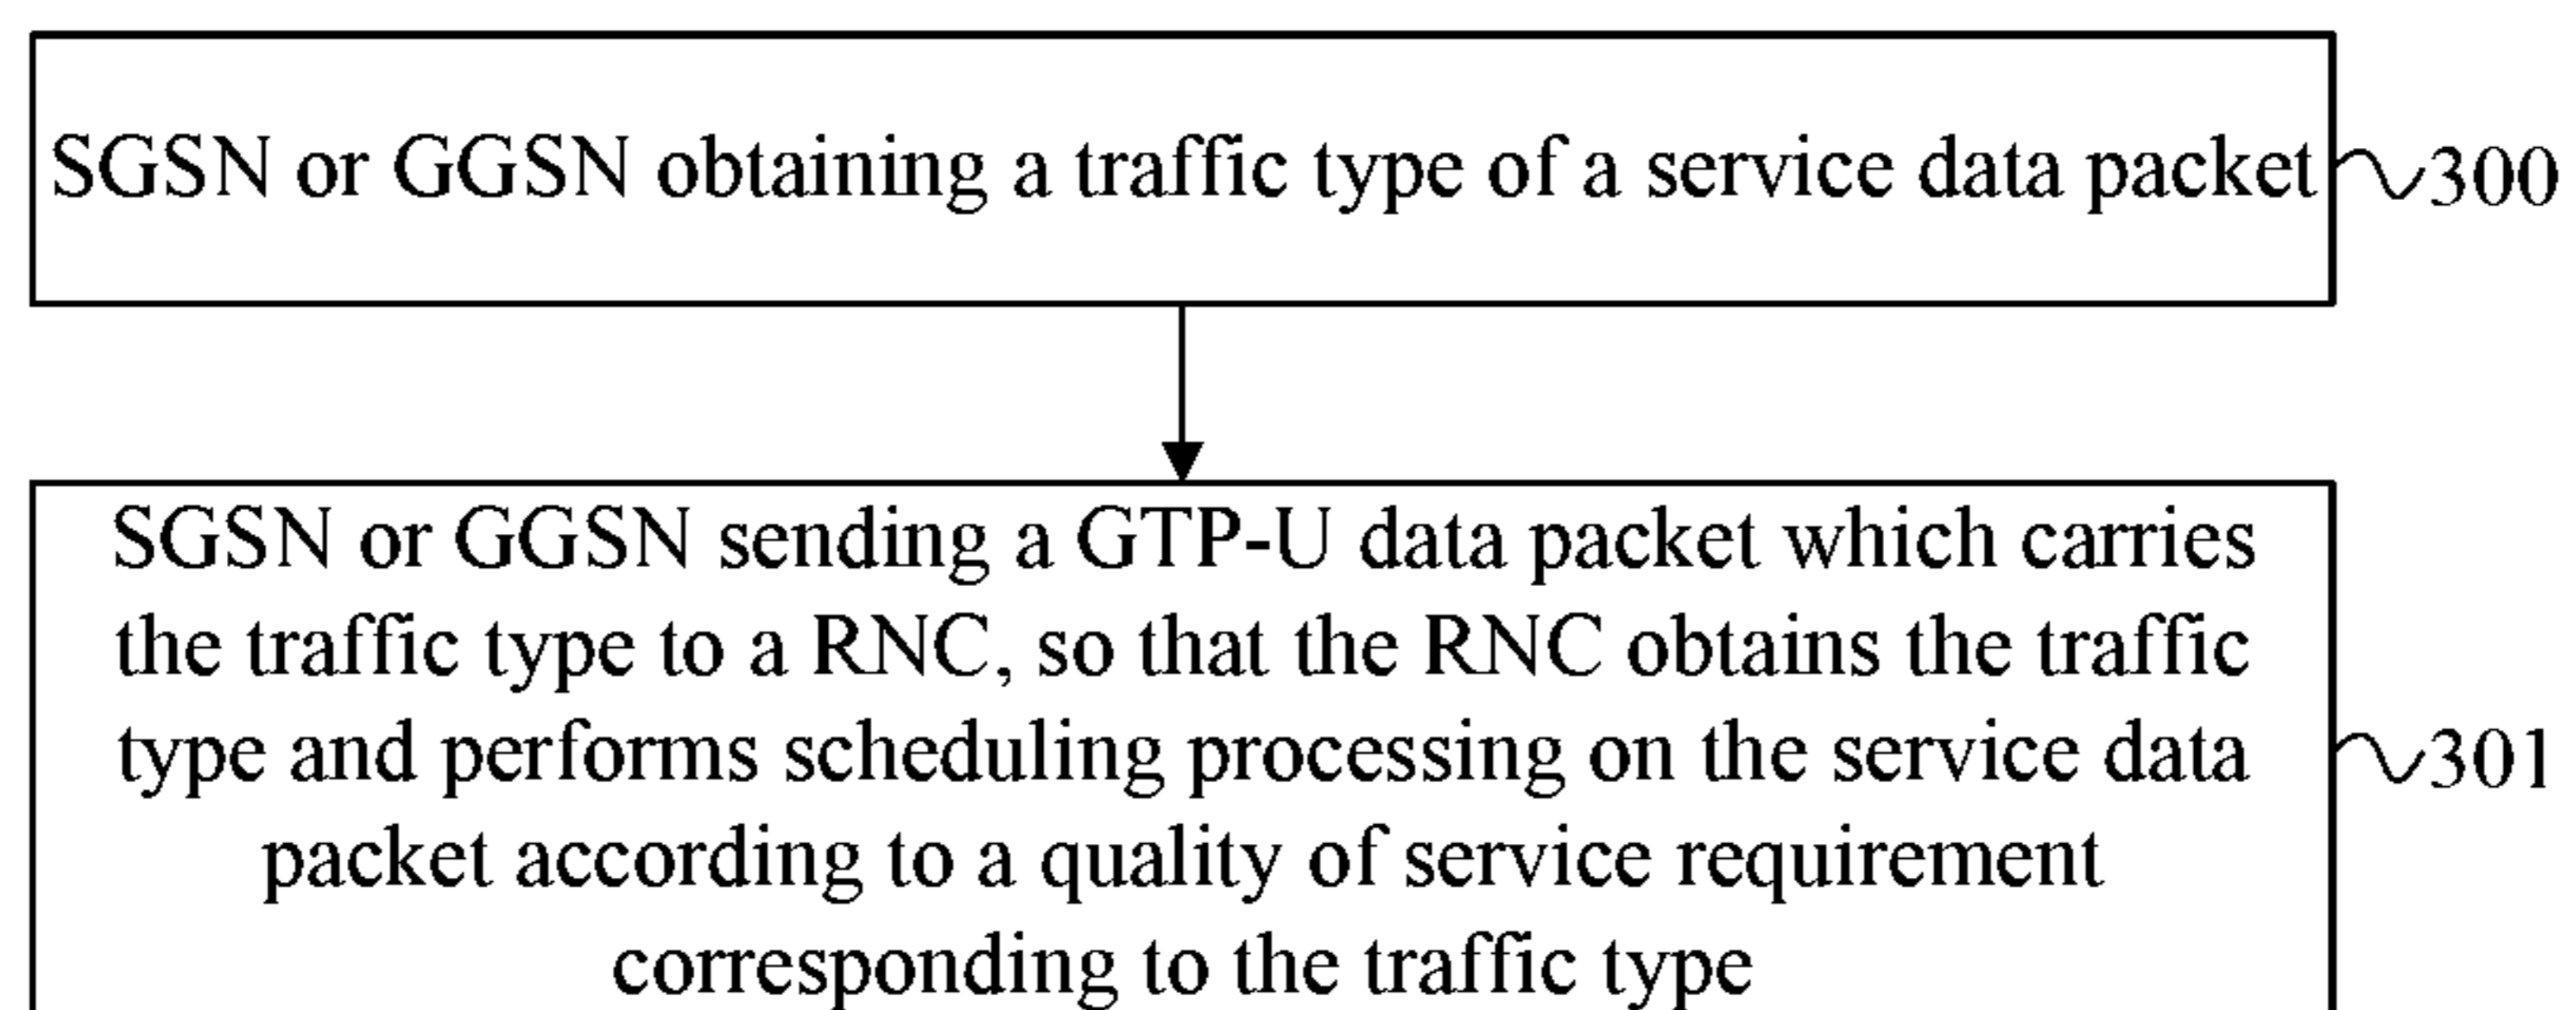 SGSN or GGSN obtaining a traffic type of a service data packet
300
SGSN or GGSN sending a GTP-U data packet which carries
the traffic type to a RNC, so that the RNC obtains the traffic
type and performs scheduling processing on the service data
301
packet according to a quality of service requirement
corresponding to the traffic type